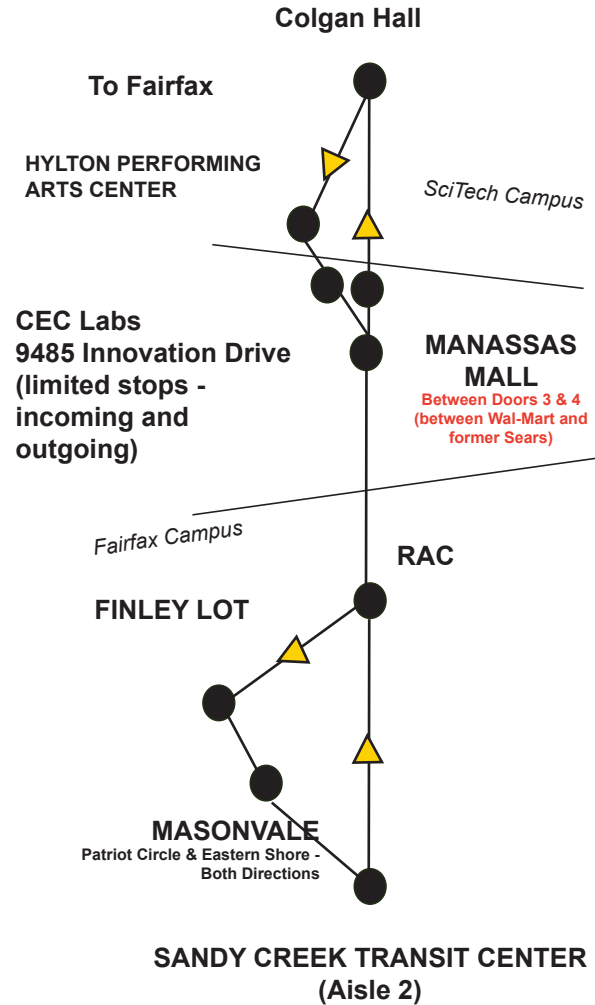 Colgan Hall
To Fairfax
HYLTON PERFORMING
ARTS CENTER
SciTech Campus
CEC Labs
9485 Innovation Drive
(limited stops -
incoming and
outgoing)
MANASSAS
MALL
Between Doors 3 & 4
(between Wal-Mart and
former Sears)
Fairfax Campus
RAC
FINLEY LOT
MASONVALE
Patriot Circle & Eastern Shore -
Both Directions
SANDY CREEK TRANSIT CENTER
(Aisle 2)